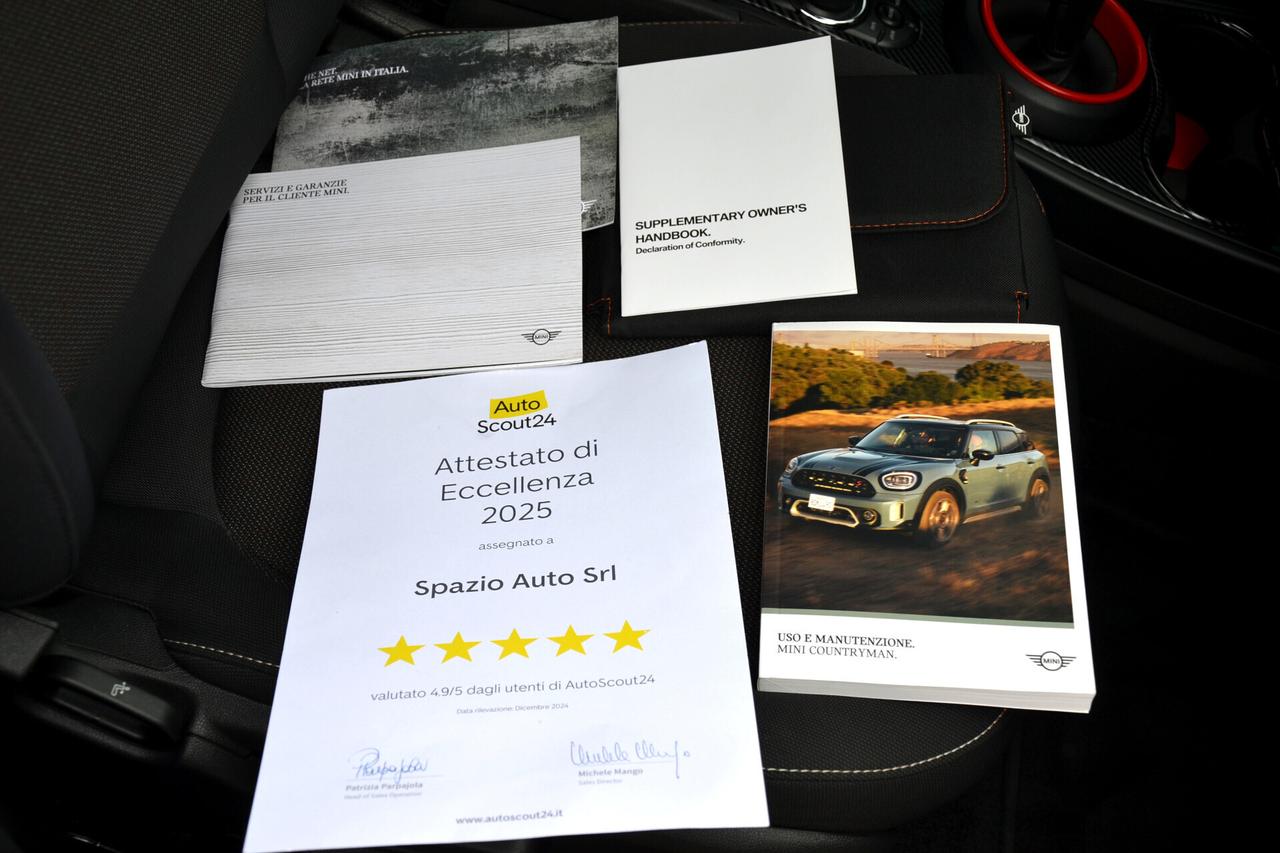 HE NET.
A RETE MINI IN ITALIA.
SERVIZI E GARANZIE
PER IL CLIENTE MINI.
MINI
SUPPLEMENTARY OWNER'S
HANDBOOK.
Declaration of Conformity.
Auto
Scout24
Attestato di
Eccellenza
2025
assegnato a
Spazio Auto Srl
valutato 4.9/5 dagli utenti di AutoScout24
Data rilevazione: Dicembre 2024
Patrizia Parpajola
Head of Sales Operation
Michele Mango
Sales Director
www.autoscout24.it
USO E MANUTENZIONE.
MINI COUNTRYMAN.
MINI